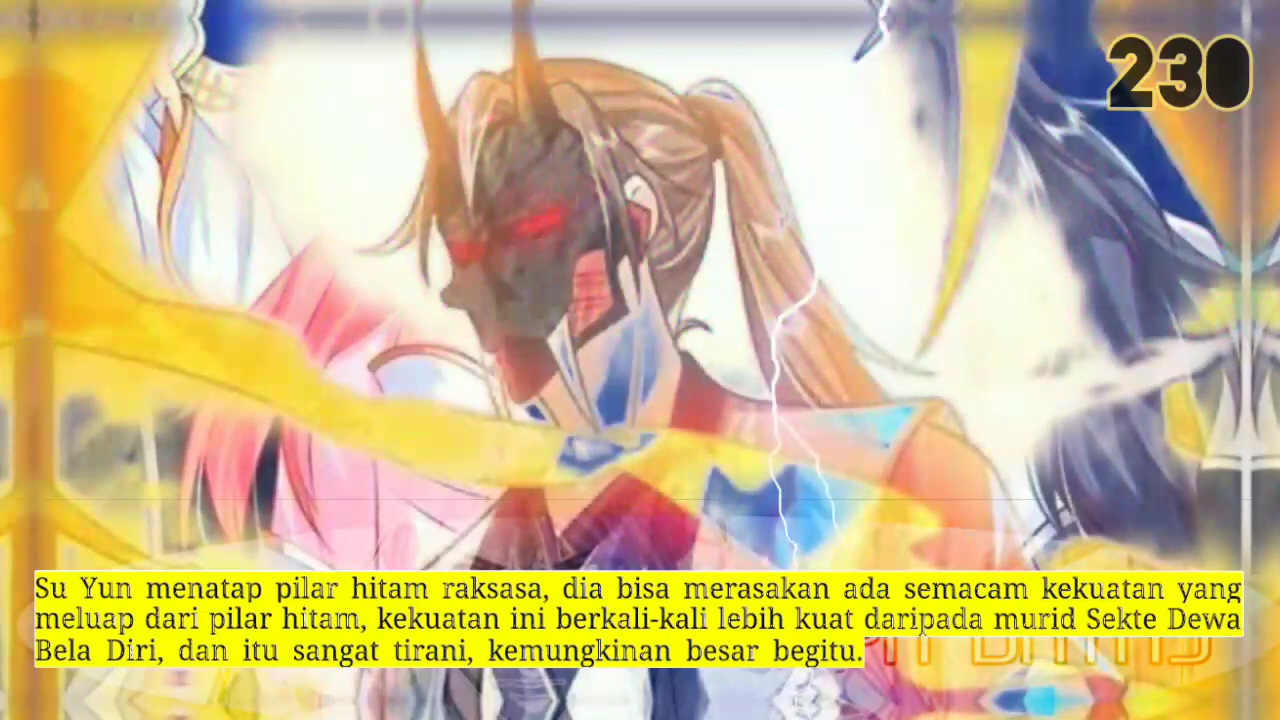 230
Su Yun menatap pilar hitam raksasa, dia bisa merasakan ada semacam kekuatan yang
meluap dari pilar hitam, kekuatan ini berkali-kali lebih kuat daripada murid Sekte Dewa
Bela Diri, dan itu sangat tirani, kemungkinan besar begitu.